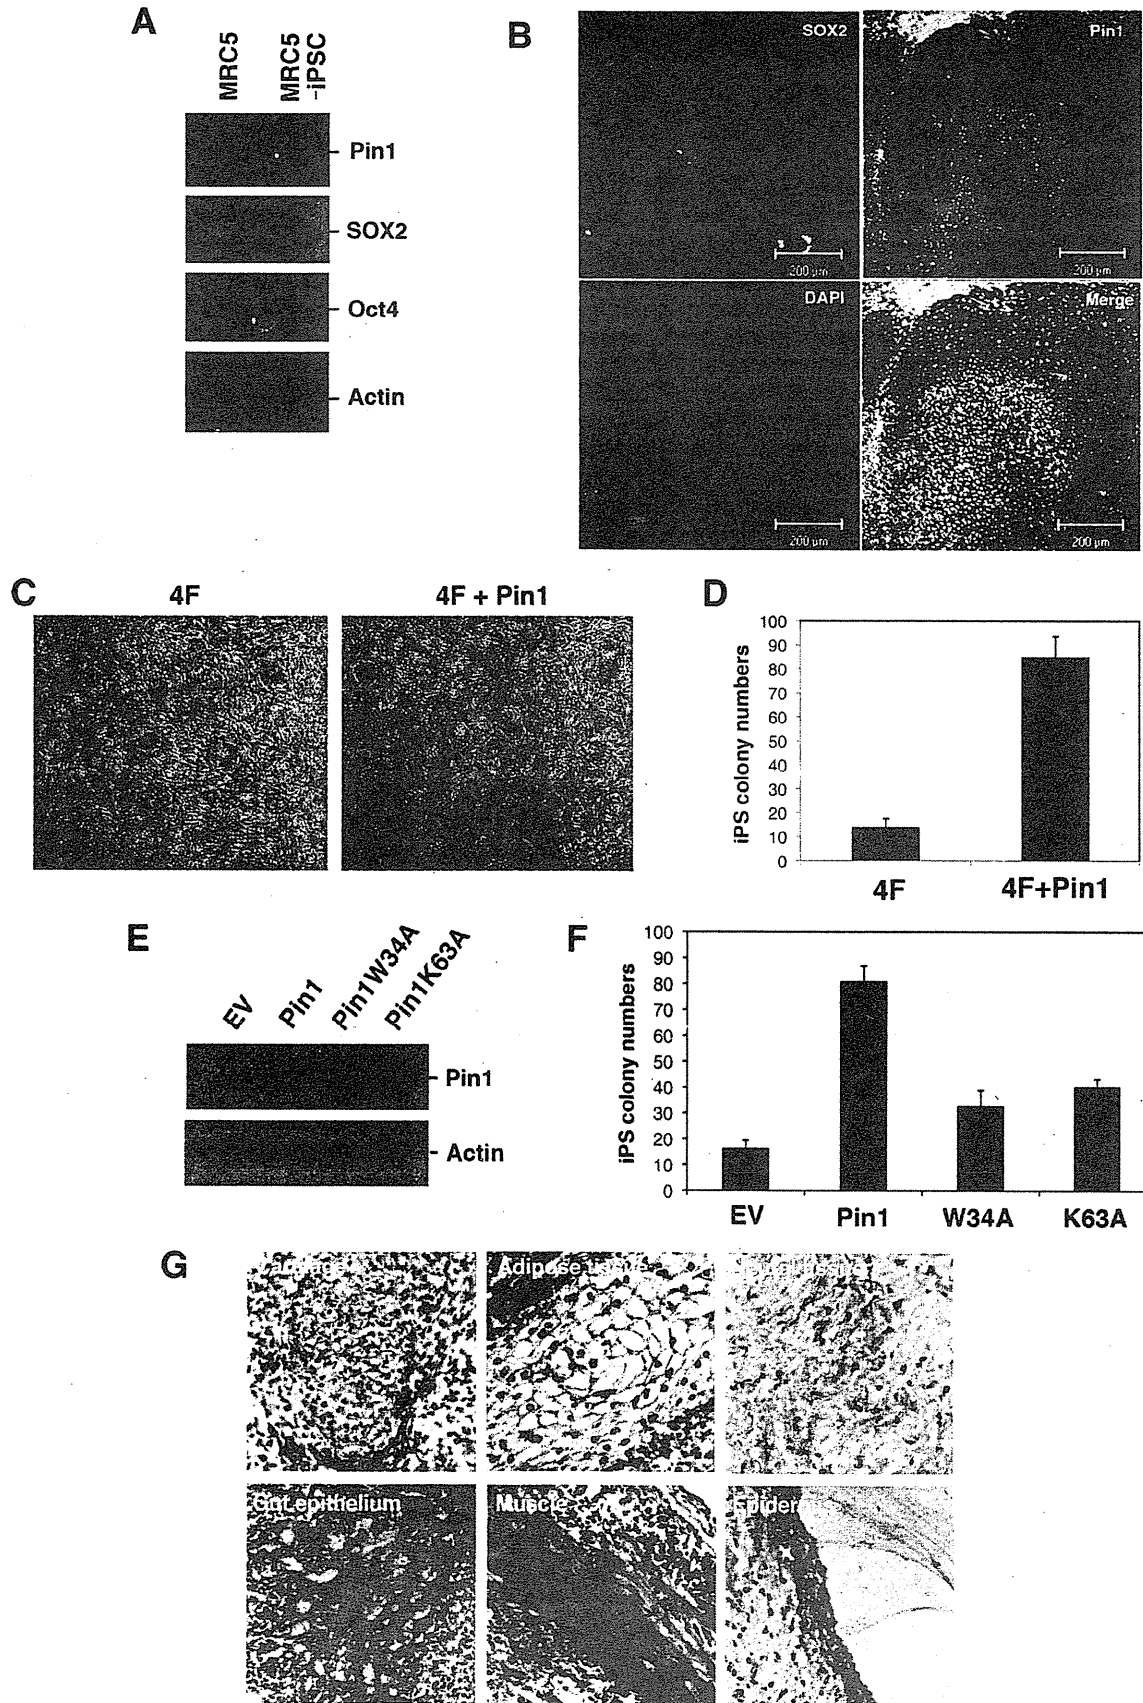 A
MRC5
MRC5
-iPSC
Pin1
SOX2
Oct4
Actin
B
SOX2
Pin1
200 µm
200 µm
DAPI
Merge
200 µm
200 µm
C
4F
4F + Pin1
D
iPS colony numbers
100
90
80
70
60
50
40
30
20
10
0
4F
4F+Pin1
E
EV
Pin1
Pin1W34A
Pin1K63A
Pin1
Actin
F
iPS colony numbers
100
90
80
70
60
50
40
30
20
10
0
EV
Pin1
W34A
K63A
G
Adipose tissue
Gut epithelium
Muscle